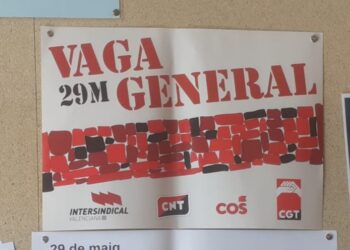 VAGA
29M GENERAL
INTERSINDICAL
VALENCIANA
CNT
COS
CGT
29 de maig